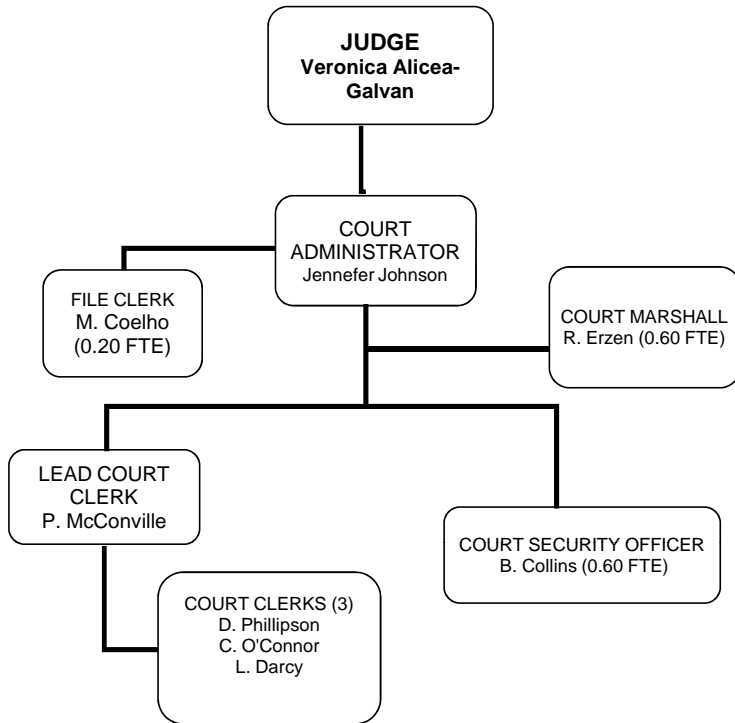 JUDGE
Veronica Alicea-
Galvan
COURT
ADMINISTRATOR
Jennefer Johnson
FILE CLERK
M. Coelho
(0.20 FTE)
COURT MARSHALL
R. Erzen (0.60 FTE)
LEAD COURT
CLERK
P. McConville
COURT SECURITY OFFICER
B. Collins (0.60 FTE)
COURT CLERKS (3)
D. Phillipson
C. O'Connor
L. Darcy